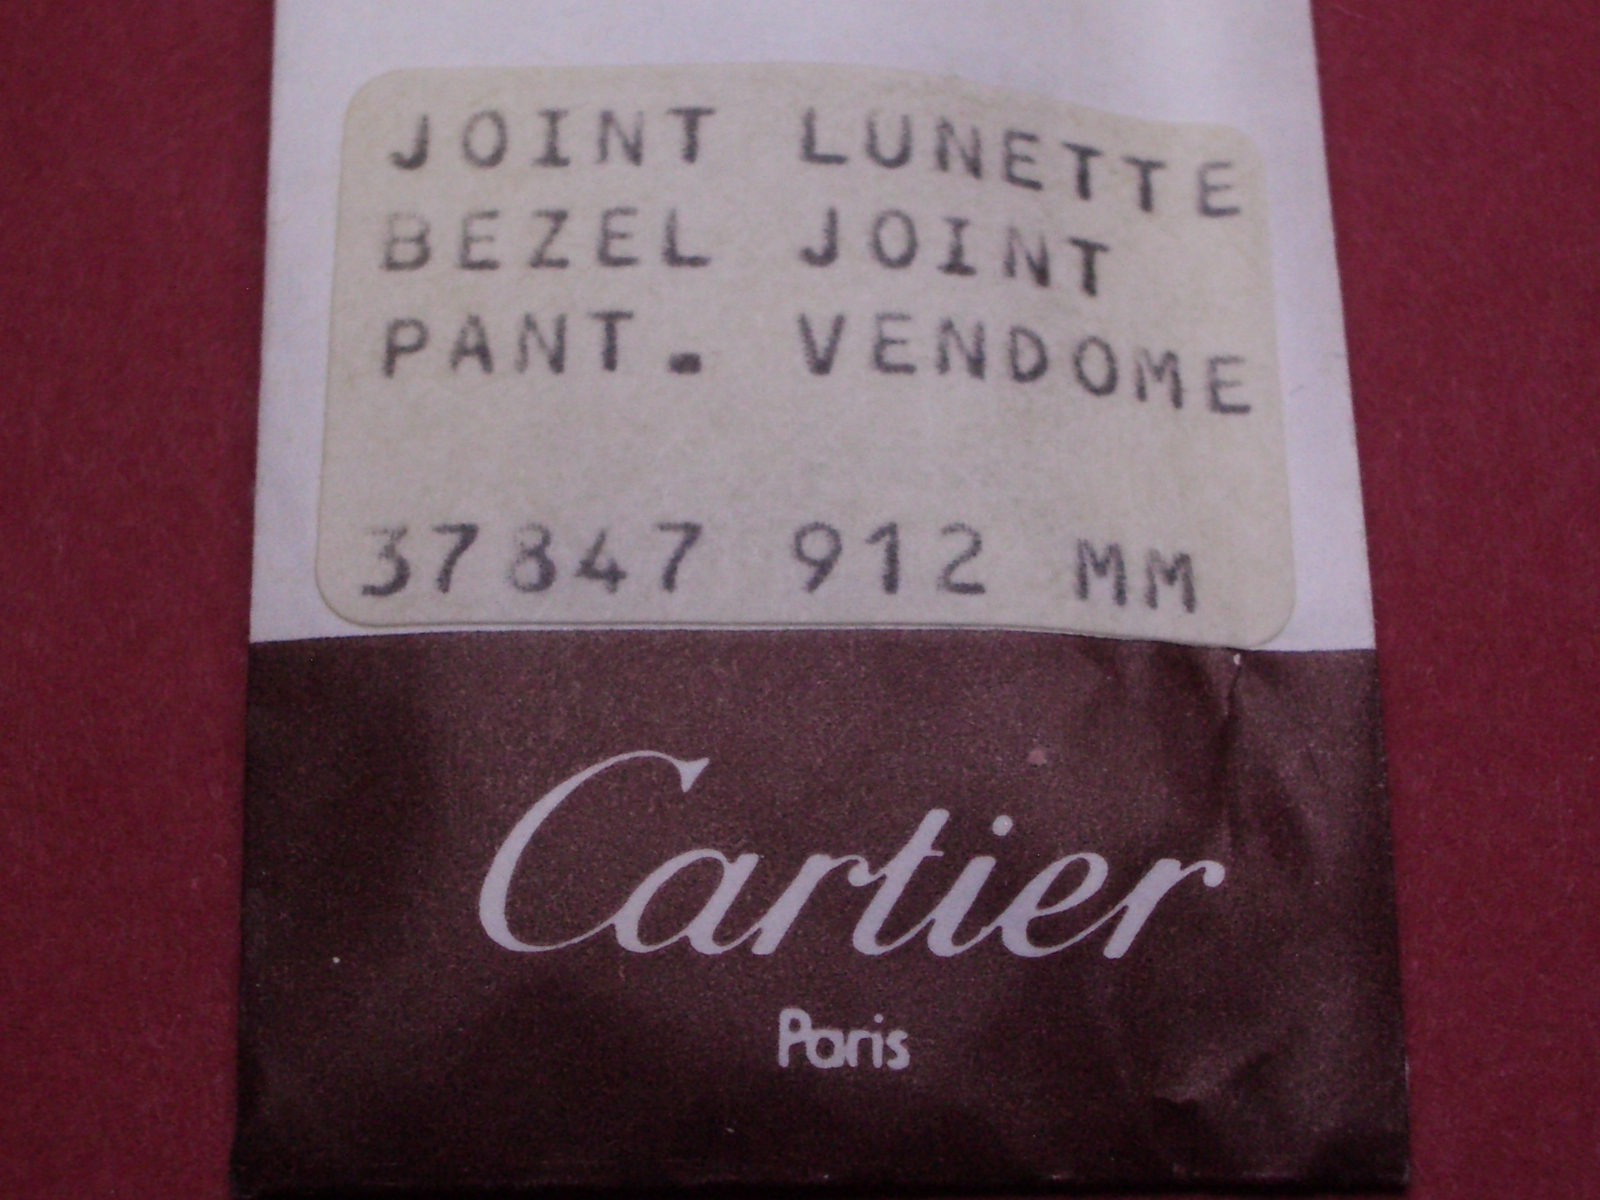 JOINT LUNETTE
BEZEL JOINT
PANT. VENDOME
37847 912 MM
Cartier
Paris